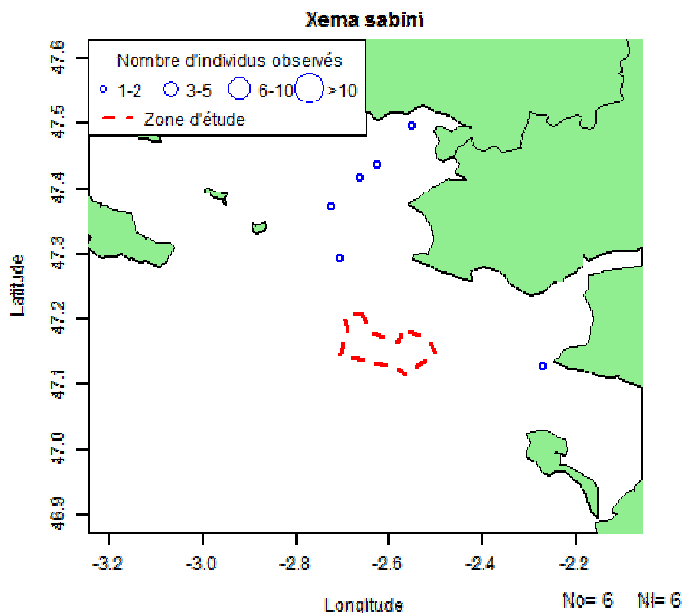 Xema sabini
Nombre d'individus observés
1-2 3-5 6-10 >10
Zone d'étude
47.6
47.5
47.4
47.3
47.2
47.1
47.0
46.9
Latitude
-3.2 -3.0 -2.8 -2.6 -2.4 -2.2
Longitude
No= 6 NI= 6